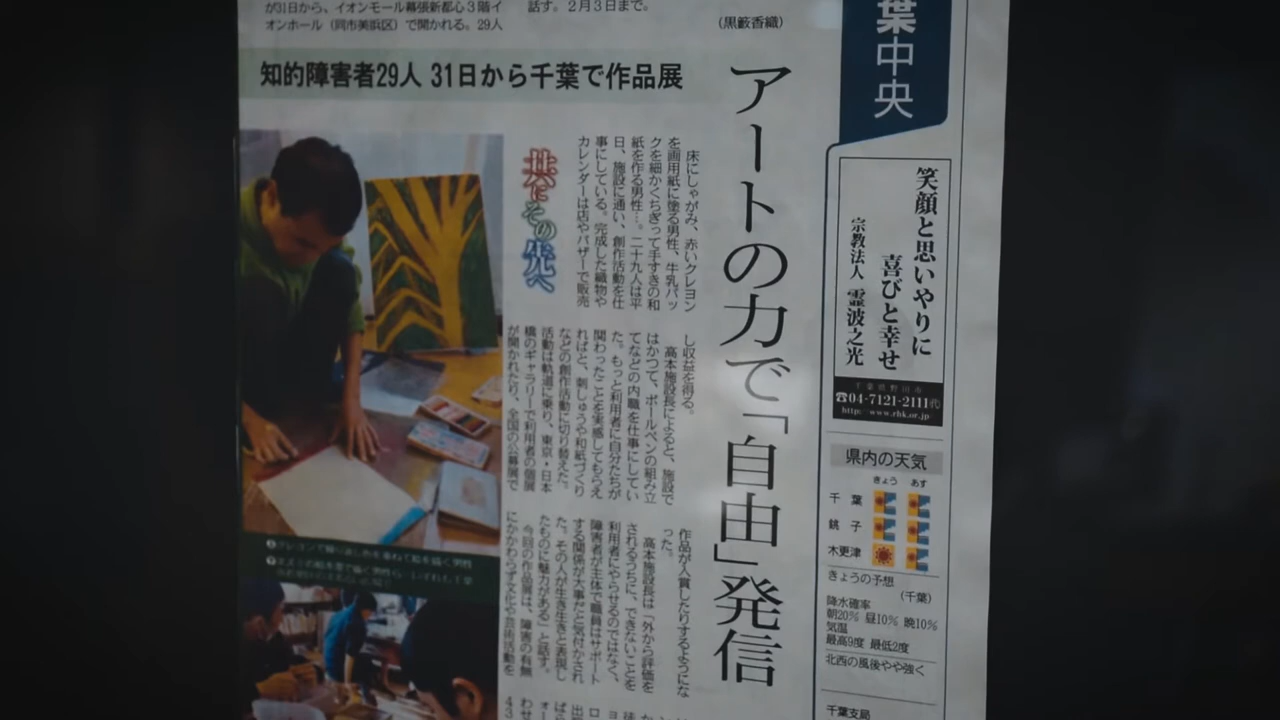 が31日から、イオンモール幕張新都心3階イ
オンホール(同市美浜区)で開かれる。29人
話す。2月3日まで。
(黒籔香織)
知的障害者29人 31日から千葉で作品展
アートの力で「自由」発信
共にその先へ
床にしゃがみ、赤いクレヨン
を画用紙に塗る男性、牛乳パッ
クを細かくちぎって手すきの和
紙を作る男性…。二十九人は平
日、施設に通い、創作活動を仕
事にしている。完成した織物や
カレンダーは店やバザーで販売
し収益を得る。
高本施設長によると、施設で
はかつて、ボールペンの組み立
てなどの内職を仕事にしてい
た。もっと利用者に自分たちが
関わったことを実感してもらえ
ればと、刺しゅうや和紙づくり
などの創作活動に切り替えた。
活動は軌道に乗り、東京・日本
橋のギャラリーで利用者の個展
が開かれたり、全国の公募展で
作品が入賞したりするようにな
った。
高本施設長は「外から評価を
されるうちに、できないことを
利用者にやらせるのではなく、
障害者が主体で職員はサポート
する関係が大事だと気付かされ
た。その人が生き生きと表現し
たものに魅力がある」と話す。
今回の作品展は、障害の有無
にかかわらず文化や芸術活動を
葉中央
笑顔と思いやりに
喜びと幸せ
宗教法人 霊波之光
千葉県野田市
☎04-7121-2111㈹
http://www.rhk.or.jp
県内の天気
きょう あす
千葉
銚子
木更津
きょうの予想
(千葉)
降水確率
朝20% 昼10% 晩10%
気温
最高9度 最低2度
北西の風後やや強く
千葉支局